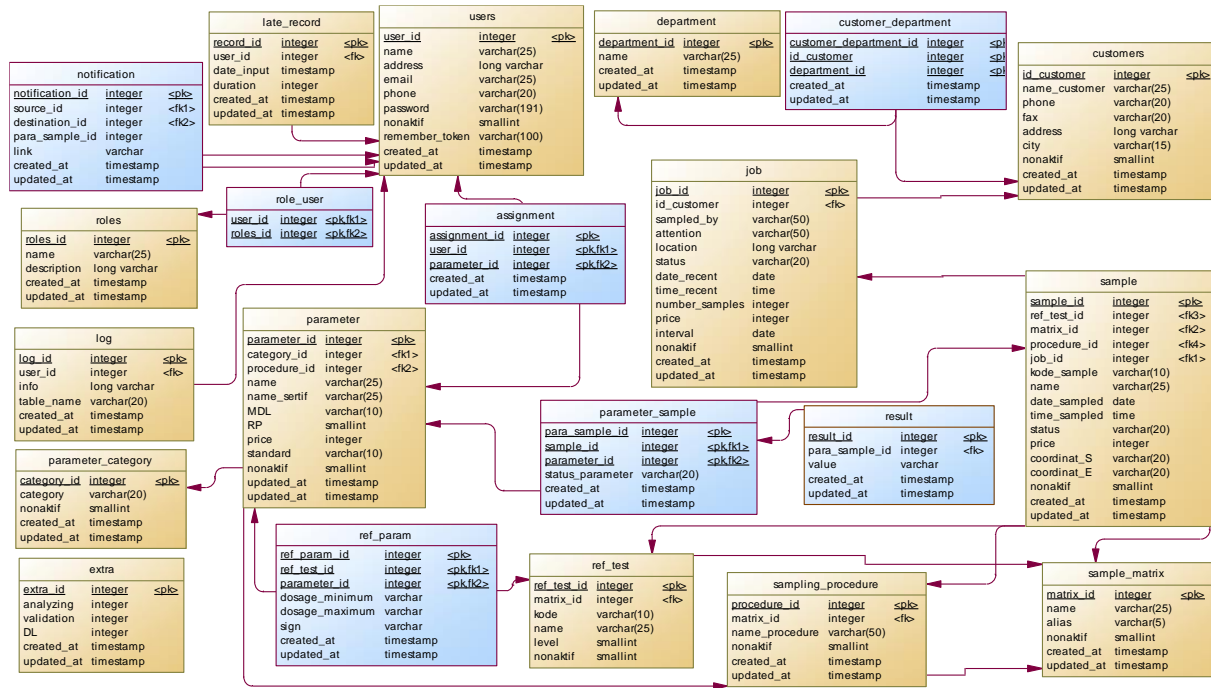 late_record
record_id integer <pk>
user_id integer <fk>
date_input timestamp
duration integer
created_at timestamp
updated_at timestamp
users
user_id integer <pk>
name varchar(25)
address long varchar
email varchar(25)
phone varchar(20)
password varchar(191)
nonaktif smallint
remember_token varchar(100)
created_at timestamp
updated_at timestamp
department
department_id integer <pk>
name varchar(25)
created_at timestamp
updated_at timestamp
customer_department
customer_department_id integer <pk
id_customer integer <pk
department_id integer <pk
created_at timestamp
updated_at timestamp
customers
id_customer integer <pk>
name_customer varchar(25)
phone varchar(20)
fax varchar(20)
address long varchar
city varchar(15)
nonaktif smallint
created_at timestamp
updated_at timestamp
notification
notification_id integer <pk>
source_id integer <fk1>
destination_id integer <fk2>
para_sample_id integer
link varchar
created_at timestamp
updated_at timestamp
role_user
user_id integer <pk,fk1>
roles_id integer <pk,fk2>
roles
roles_id integer <pk>
name varchar(25)
description long varchar
created_at timestamp
updated_at timestamp
assignment
assignment_id integer <pk>
user_id integer <pk,fk1>
parameter_id integer <pk,fk2>
created_at timestamp
updated_at timestamp
job
job_id integer <pk>
id_customer integer <fk>
sampled_by varchar(50)
attention varchar(50)
location long varchar
status varchar(20)
date_recent date
time_recent time
number_samples integer
price integer
interval date
nonaktif smallint
created_at timestamp
updated_at timestamp
sample
sample_id integer <pk>
ref_test_id integer <fk3>
matrix_id integer <fk2>
procedure_id integer <fk4>
job_id integer <fk1>
kode_sample varchar(10)
name varchar(25)
date_sampled date
time_sampled time
status varchar(20)
price integer
coordinat_S varchar(20)
coordinat_E varchar(20)
nonaktif smallint
created_at timestamp
updated_at timestamp
log
log_id integer <pk>
user_id integer <fk>
info long varchar
table_name varchar(20)
created_at timestamp
updated_at timestamp
parameter
parameter_id integer <pk>
category_id integer <fk1>
procedure_id integer <fk2>
name varchar(25)
name_sertif varchar(25)
MDL varchar(10)
RP smallint
price integer
standard varchar(10)
nonaktif smallint
updated_at timestamp
updated_at timestamp
parameter_sample
para_sample_id integer <pk>
sample_id integer <pk,fk1>
parameter_id integer <pk,fk2>
status_parameter varchar(20)
created_at timestamp
updated_at timestamp
result
result_id integer <pk>
para_sample_id integer <fk>
value varchar
created_at timestamp
updated_at timestamp
parameter_category
category_id integer <pk>
category varchar(20)
nonaktif smallint
created_at timestamp
updated_at timestamp
extra
extra_id integer <pk>
analyzing integer
validation integer
DL integer
created_at timestamp
updated_at timestamp
ref_param
ref_param_id integer <pk>
ref_test_id integer <pk,fk1>
parameter_id integer <pk,fk2>
dosage_minimum varchar
dosage_maximum varchar
sign varchar
created_at timestamp
updated_at timestamp
ref_test
ref_test_id integer <pk>
matrix_id integer <fk>
kode varchar(10)
name varchar(25)
level smallint
nonaktif smallint
sampling_procedure
procedure_id integer <pk>
matrix_id integer <fk>
name_procedure varchar(50)
nonaktif smallint
created_at timestamp
updated_at timestamp
sample_matrix
matrix_id integer <pk>
name varchar(25)
alias varchar(5)
nonaktif smallint
created_at timestamp
updated_at timestamp